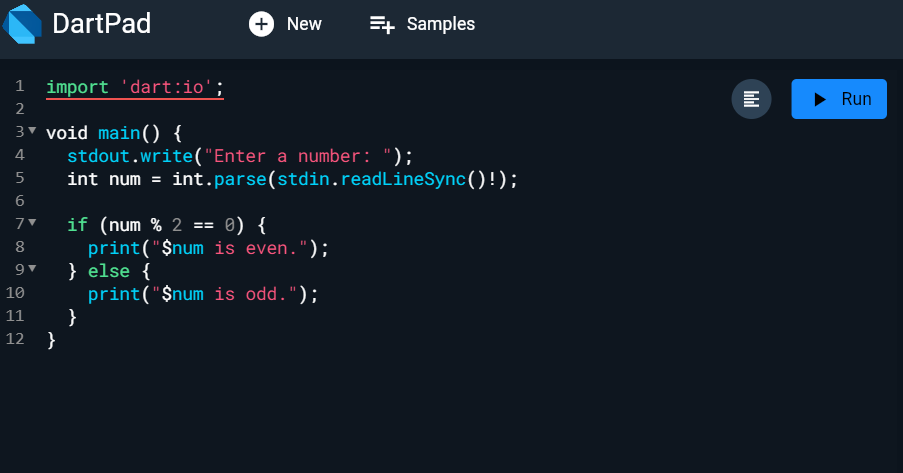 DartPad New Samples
1 import 'dart:io';
Run
2
3 void main() {
4   stdout.write("Enter a number: ");
5   int num = int.parse(stdin.readLineSync()!);
6
7   if (num % 2 == 0) {
8     print("$num is even.");
9   } else {
10     print("$num is odd.");
11   }
12 }